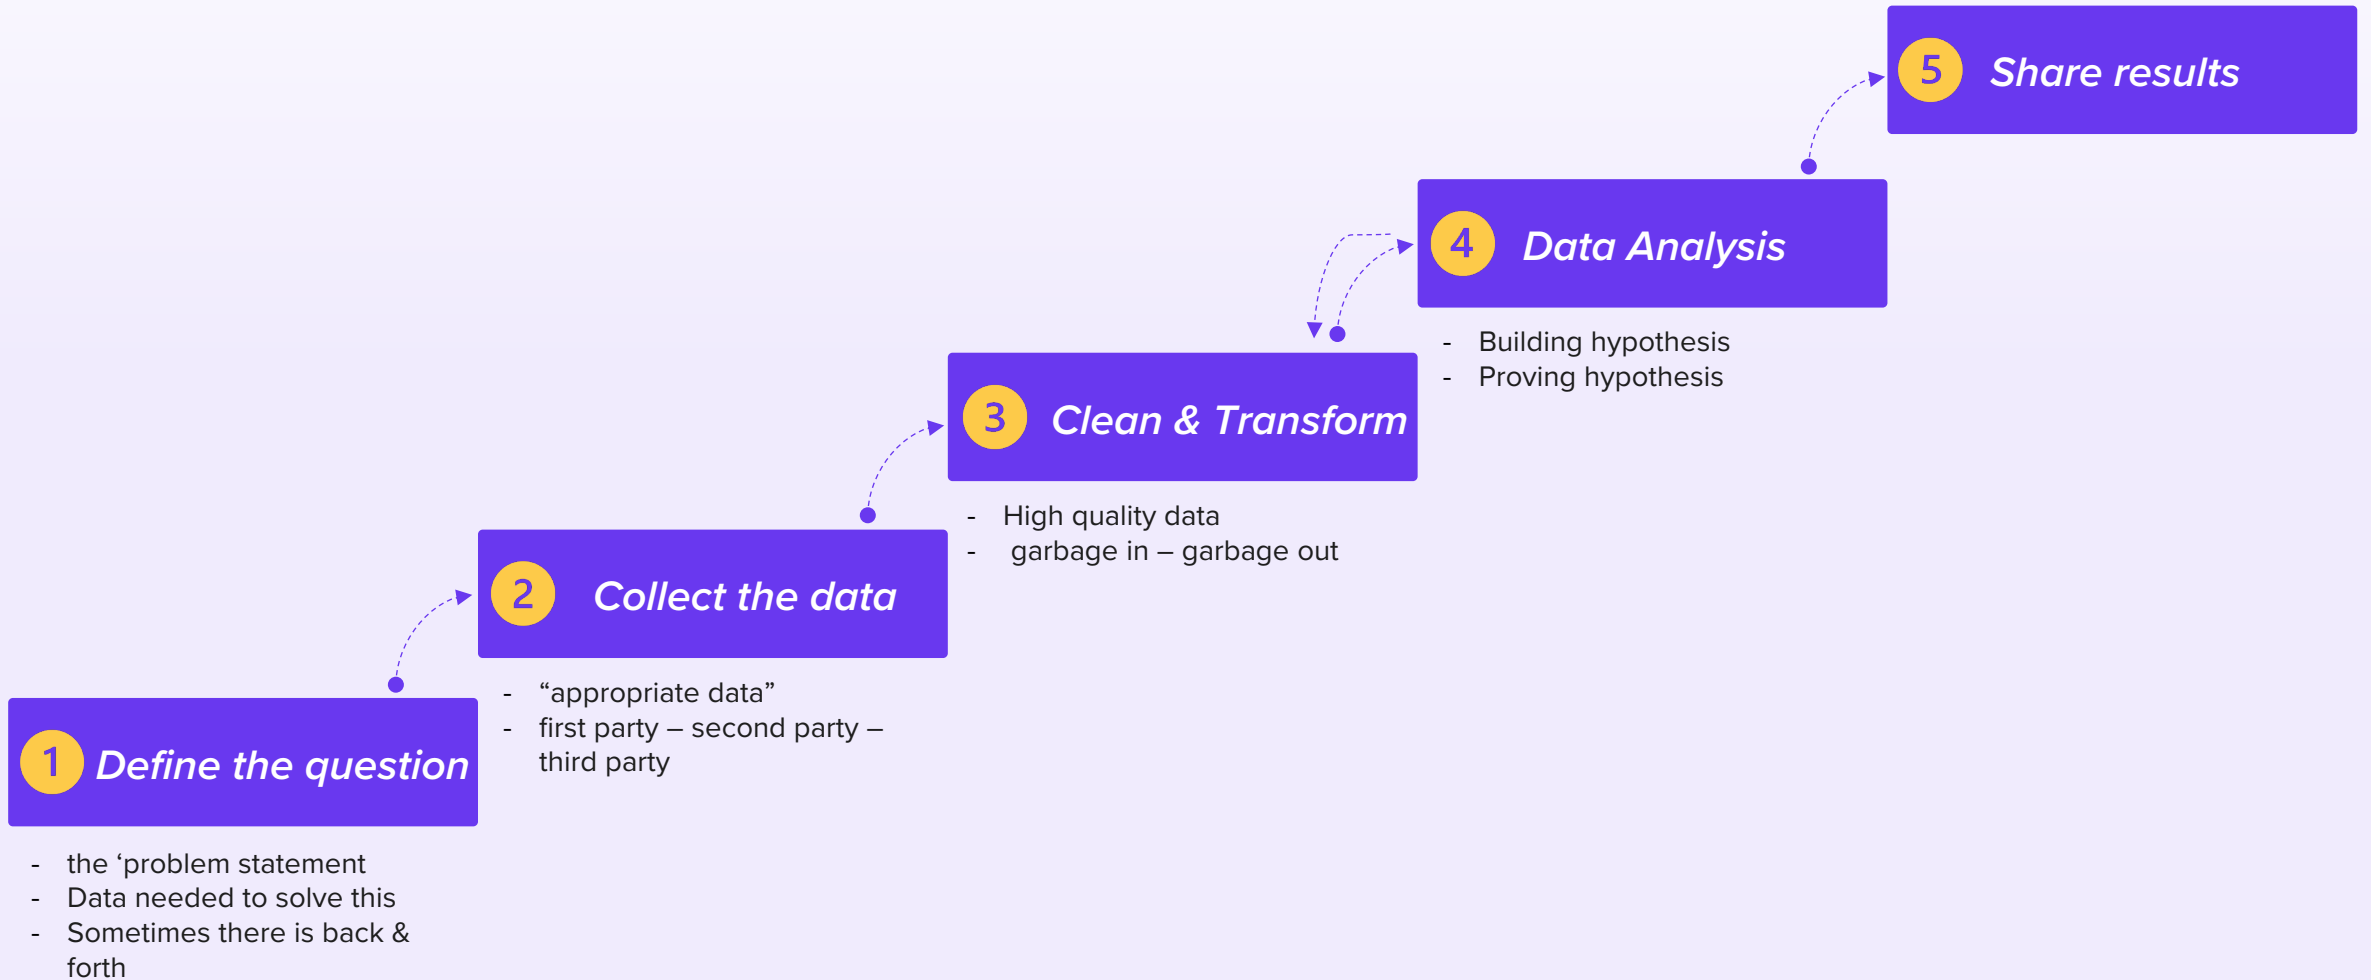 1 Define the question
- the ‘problem statement
- Data needed to solve this
- Sometimes there is back &
forth
2 Collect the data
- “appropriate data”
- first party – second party –
third party
3 Clean & Transform
- High quality data
- garbage in – garbage out
4 Data Analysis
- Building hypothesis
- Proving hypothesis
5 Share results